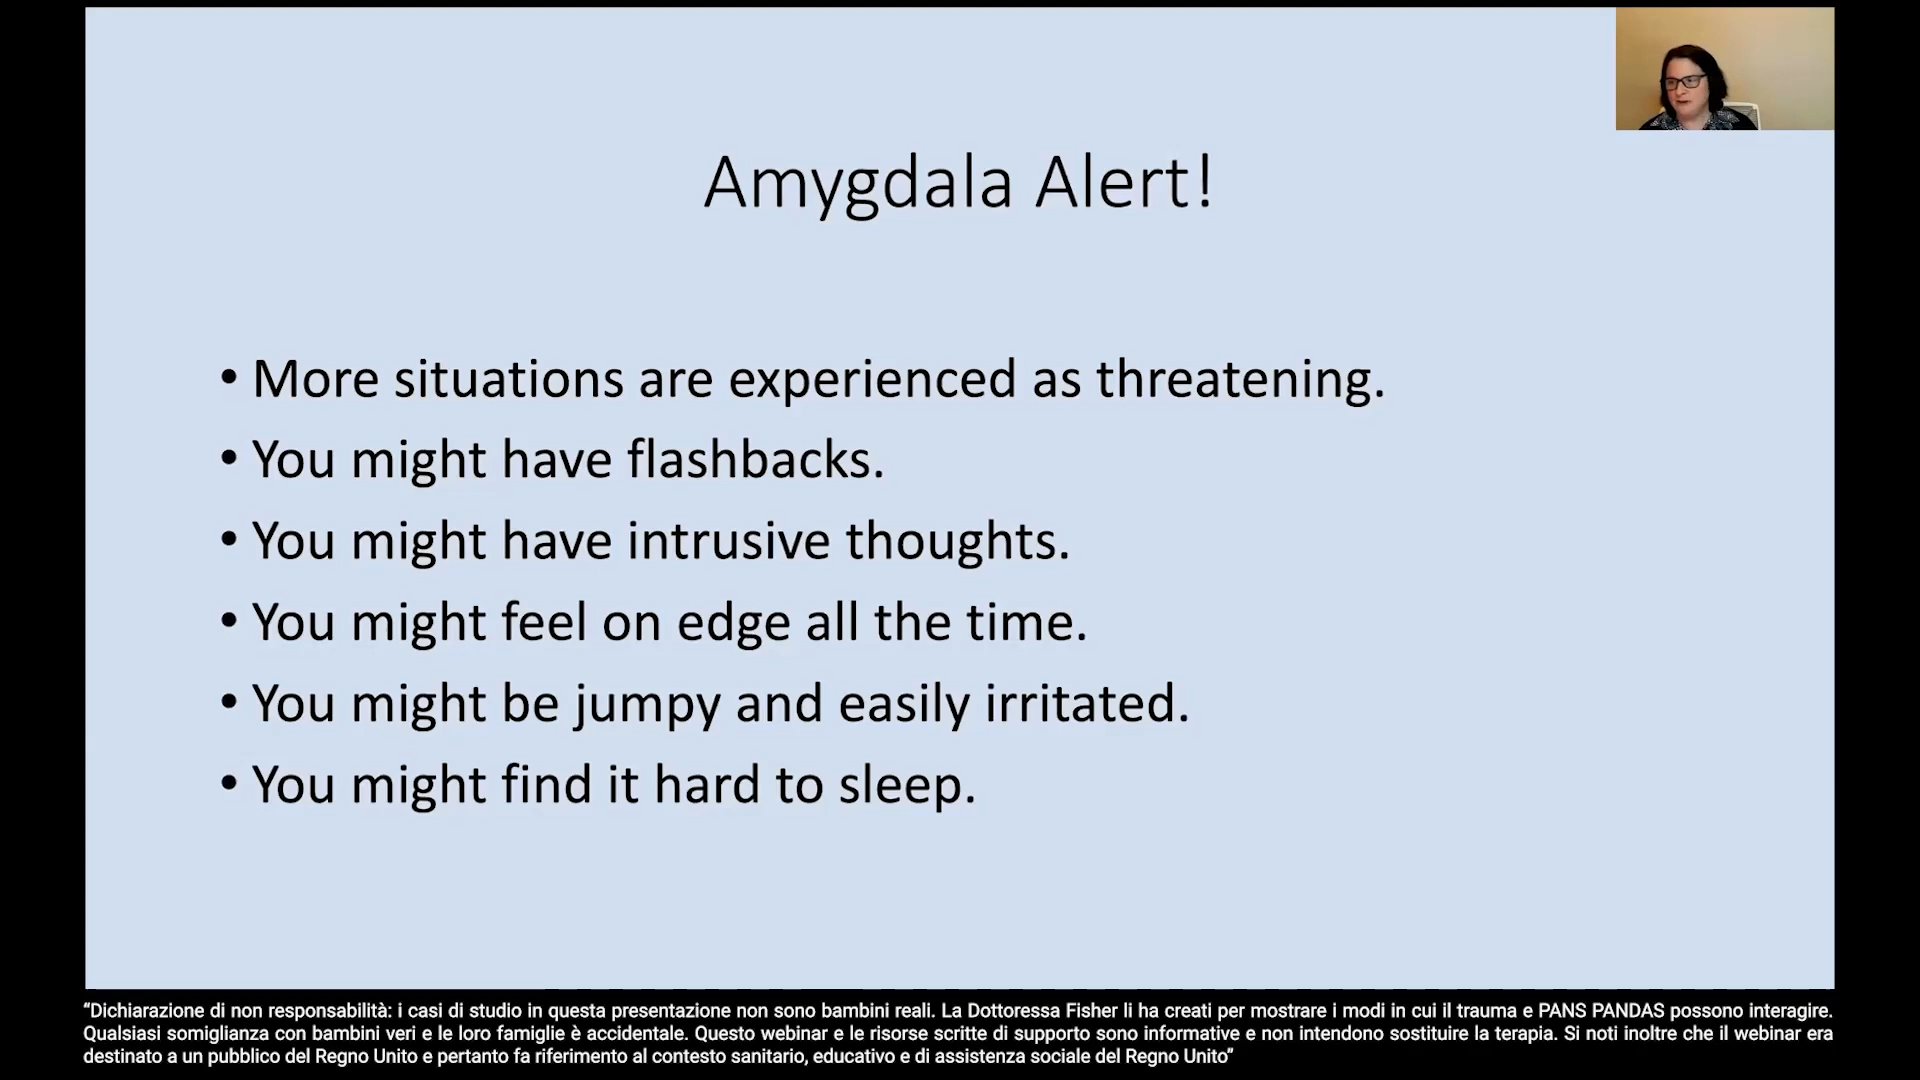 Amygdala Alert!
• More situations are experienced as threatening.
• You might have flashbacks.
• You might have intrusive thoughts.
• You might feel on edge all the time.
• You might be jumpy and easily irritated.
• You might find it hard to sleep.
“Dichiarazione di non responsabilità: i casi di studio in questa presentazione non sono bambini reali. La Dottoressa Fisher li ha creati per mostrare i modi in cui il trauma e PANS PANDAS possono interagire.
Qualsiasi somiglianza con bambini veri e le loro famiglie è accidentale. Questo webinar e le risorse scritte di supporto sono informative e non intendono sostituire la terapia. Si noti inoltre che il webinar era
destinato a un pubblico del Regno Unito e pertanto fa riferimento al contesto sanitario, educativo e di assistenza sociale del Regno Unito”